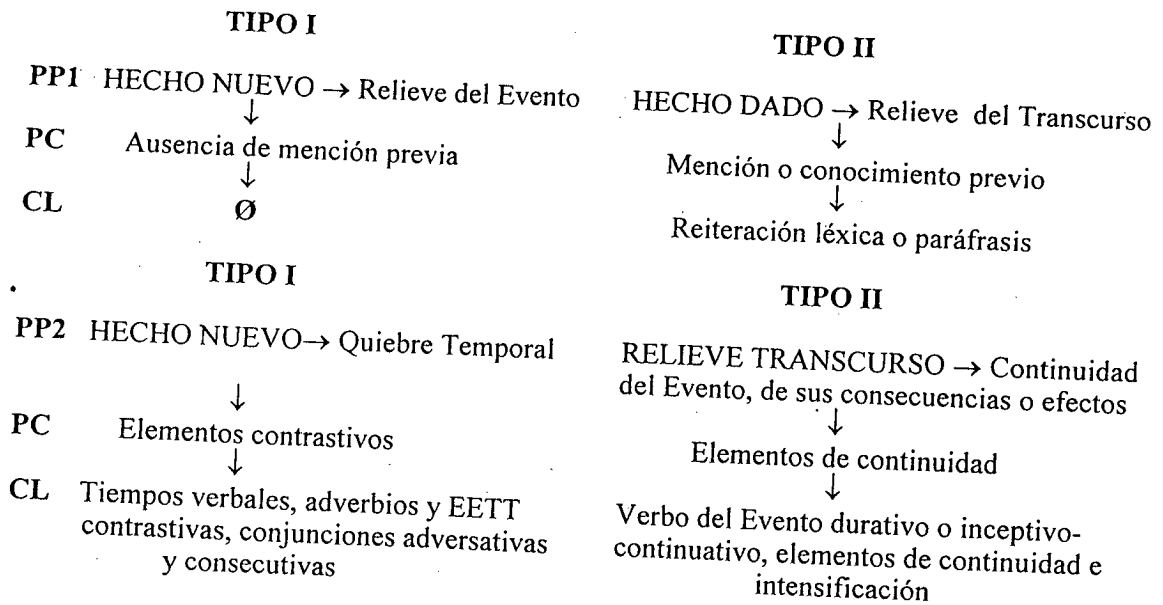 TIPO I
PP1 HECHO NUEVO → Relieve del Evento
↓
PC Ausencia de mención previa
↓
CL Ø
TIPO II
HECHO DADO → Relieve del Transcurso
↓
Mención o conocimiento previo
↓
Reiteración léxica o paráfrasis
TIPO I
PP2 HECHO NUEVO→ Quiebre Temporal
↓
PC Elementos contrastivos
↓
CL Tiempos verbales, adverbios y EETT
contrastivas, conjunciones adversativas
y consecutivas
TIPO II
RELIEVE TRANSCURSO → Continuidad
del Evento, de sus consecuencias o efectos
↓
Elementos de continuidad
↓
Verbo del Evento durativo o inceptivo-
continuativo, elementos de continuidad e
intensificación